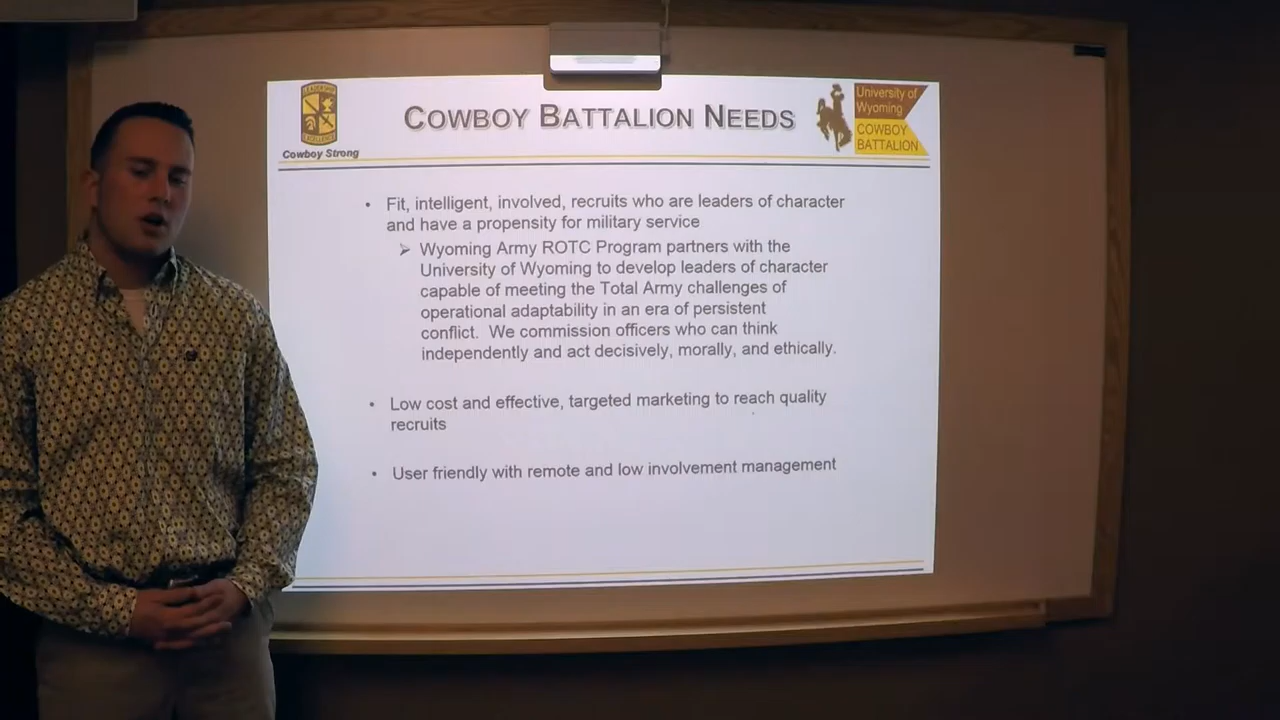 LEADERSHIP
EXCELLENCE
Cowboy Strong
COWBOY BATTALION NEEDS
University of
Wyoming
COWBOY
BATTALION
• Fit, intelligent, involved, recruits who are leaders of character
and have a propensity for military service
➢ Wyoming Army ROTC Program partners with the
University of Wyoming to develop leaders of character
capable of meeting the Total Army challenges of
operational adaptability in an era of persistent
conflict. We commission officers who can think
independently and act decisively, morally, and ethically.
• Low cost and effective, targeted marketing to reach quality
recruits
• User friendly with remote and low involvement management